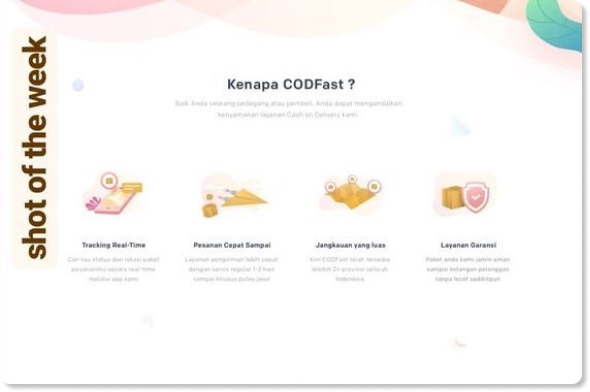 shot of the week
Kenapa CODFast ?
Baik Anda seorang pedagang atau pembeli. Anda dapat mengandalkan
kenyamanan layanan Cash on Delivery kami.
Tracking Real-Time
Pesanan Cepat Sampai
Jangkauan yang luas
Layanan Garansi
Cari tau status dan lokasi paket
pesananmu secara real-time
melalui app kami
Layanan pengiriman lebih cepat
dengan servis regular 1-3 hari
sampai khusus pulau jawa
Kini CODFast telah tersedia
dilebih 24 provinsi seluruh
Indonesia
Paket anda kami jamin aman
sampai ketangan pelanggan
tanpa lecet sedikitpun